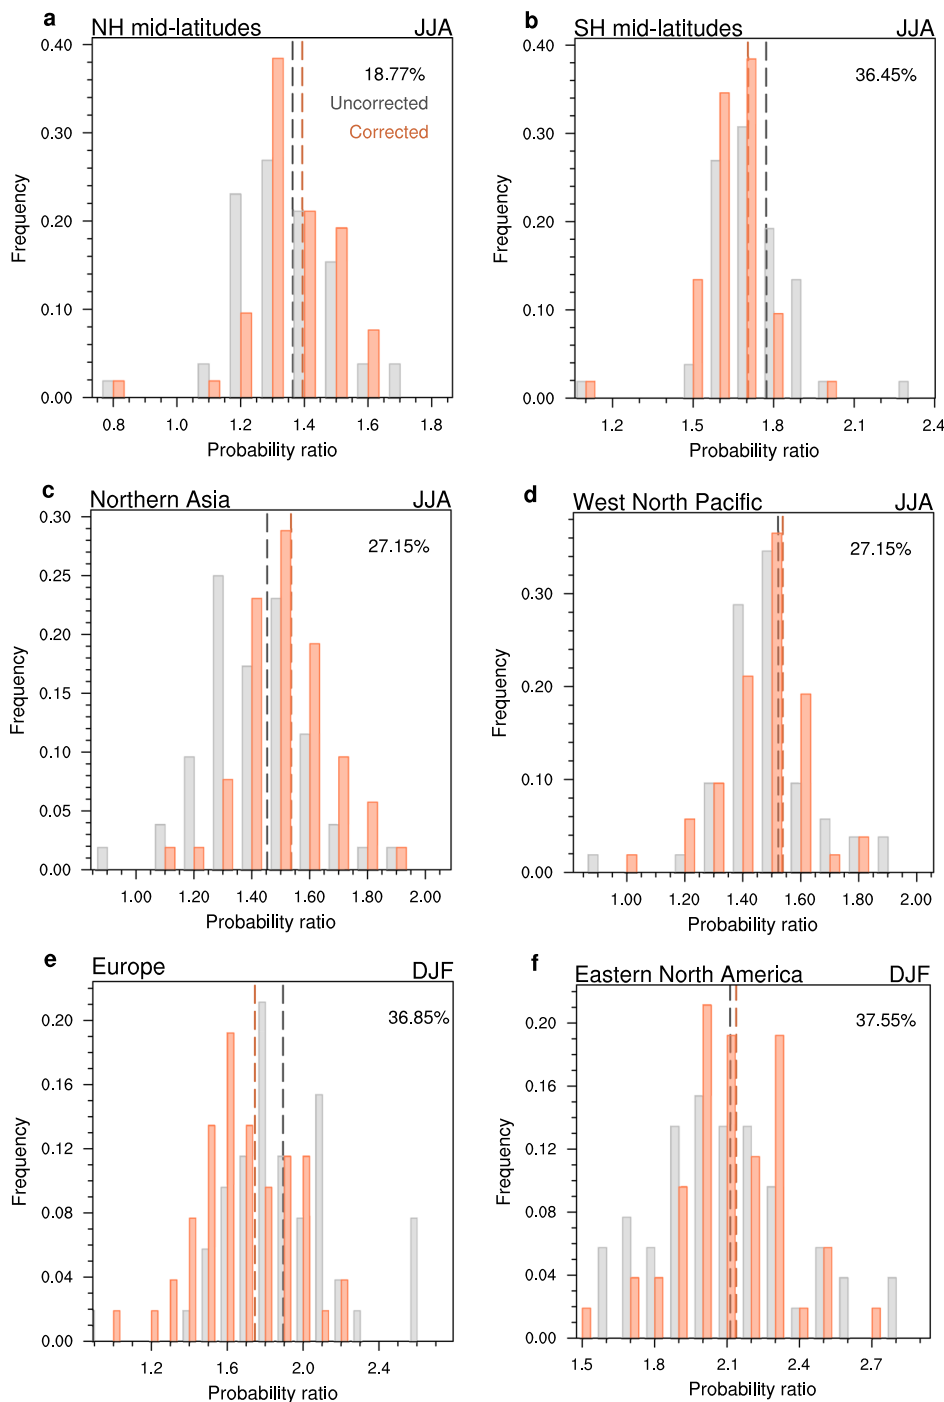 a NH mid-latitudes JJA
0.40
0.30
0.20
0.10
0.00
Frequency
18.77%
Uncorrected
Corrected
0.8 1.0 1.2 1.4 1.6 1.8
Probability ratio
b SH mid-latitudes JJA
0.40
0.30
0.20
0.10
0.00
Frequency
36.45%
1.2 1.5 1.8 2.1 2.4
Probability ratio
c Northern Asia JJA
0.30
0.25
0.20
0.15
0.10
0.05
0.00
Frequency
27.15%
1.00 1.20 1.40 1.60 1.80 2.00
Probability ratio
d West North Pacific JJA
0.30
0.20
0.10
0.00
Frequency
27.15%
1.00 1.20 1.40 1.60 1.80 2.00
Probability ratio
e Europe DJF
0.20
0.16
0.12
0.08
0.04
0.00
Frequency
36.85%
1.2 1.6 2.0 2.4
Probability ratio
f Eastern North America DJF
0.20
0.16
0.12
0.08
0.04
0.00
Frequency
37.55%
1.5 1.8 2.1 2.4 2.7
Probability ratio